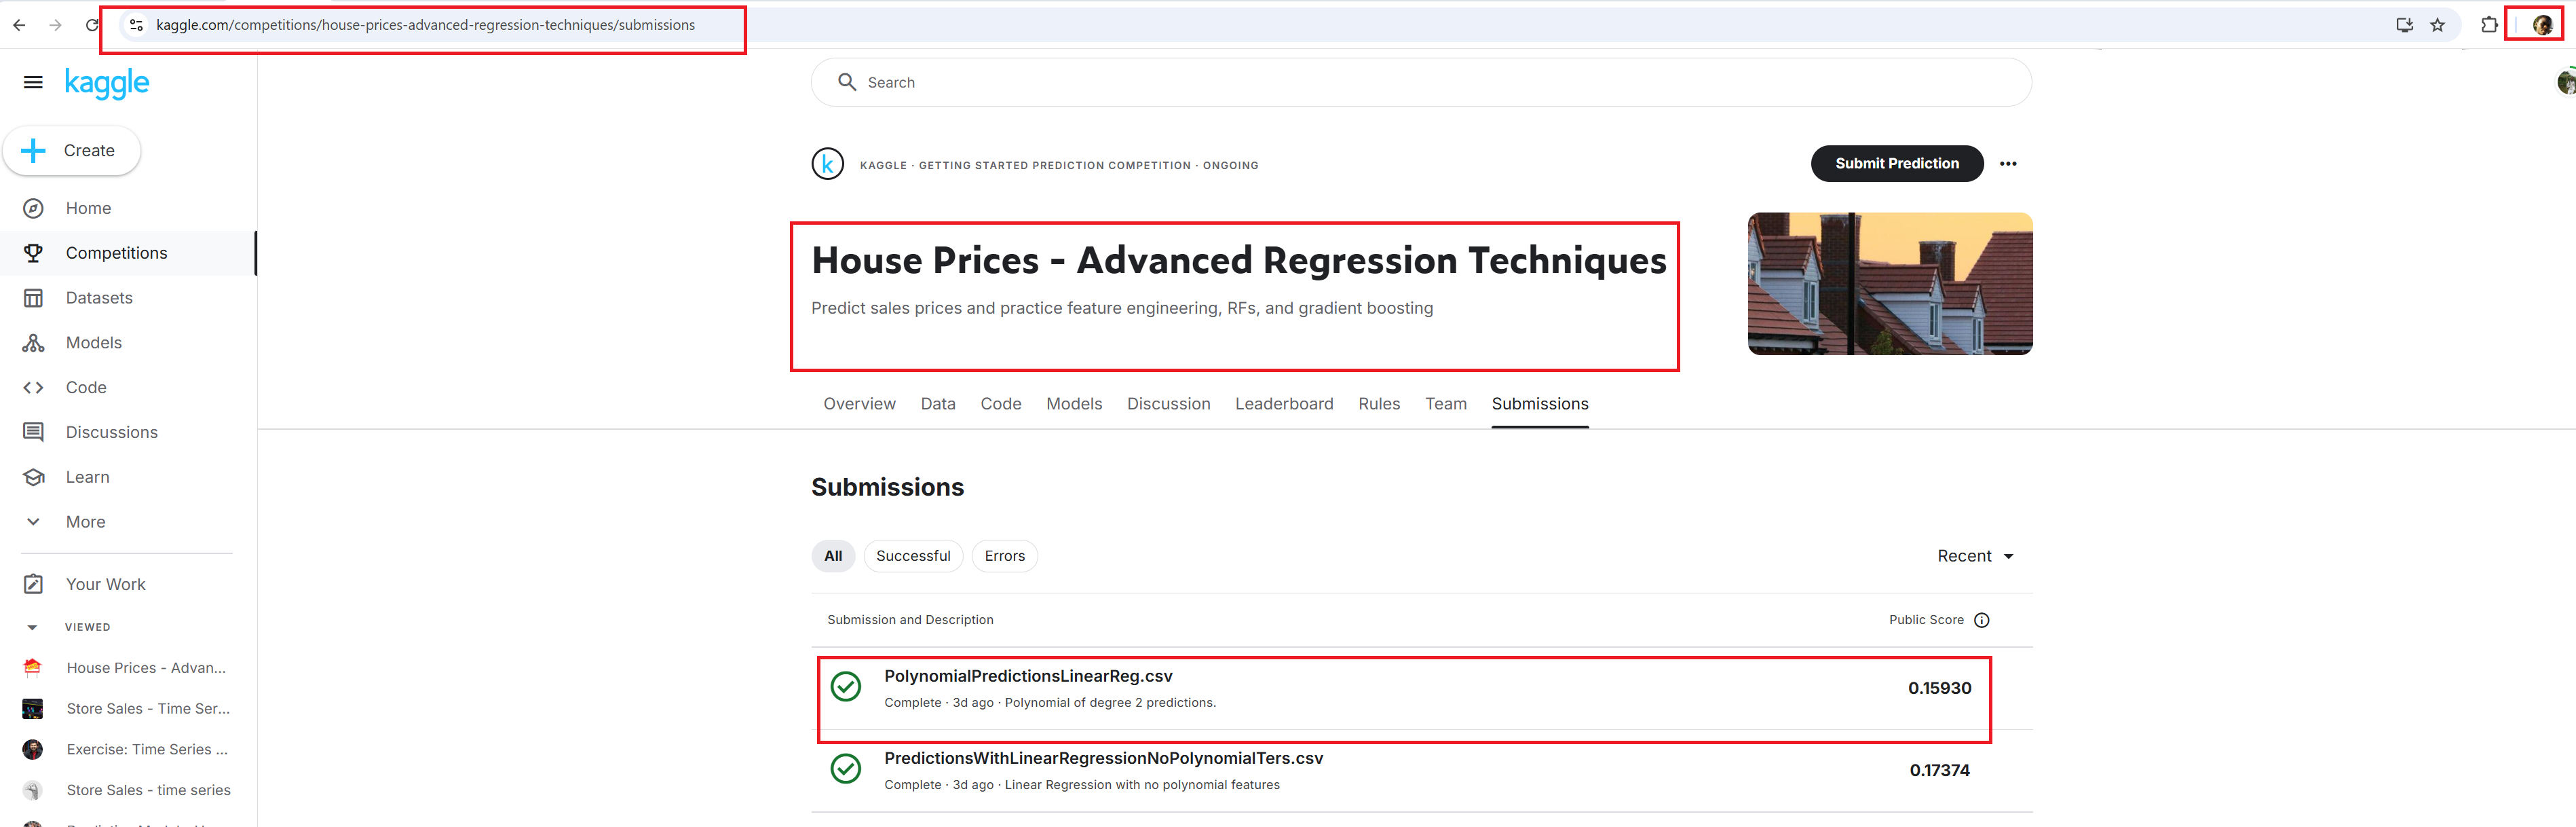 kaggle.com/competitions/house-prices-advanced-regression-techniques/submissions
kaggle
Search
Create
KAGGLE · GETTING STARTED PREDICTION COMPETITION · ONGOING
Submit Prediction
Home
Competitions
Datasets
Models
Code
Discussions
Learn
More
Your Work
VIEWED
House Prices - Advan...
Store Sales - Time Ser...
Exercise: Time Series ...
Store Sales - time series
House Prices - Advanced Regression Techniques
Predict sales prices and practice feature engineering, RFs, and gradient boosting
Overview Data Code Models Discussion Leaderboard Rules Team Submissions
Submissions
All Successful Errors
Recent
Submission and Description
Public Score
PolynomialPredictionsLinearReg.csv
Complete · 3d ago · Polynomial of degree 2 predictions.
0.15930
PredictionsWithLinearRegressionNoPolynomialTers.csv
Complete · 3d ago · Linear Regression with no polynomial features
0.17374